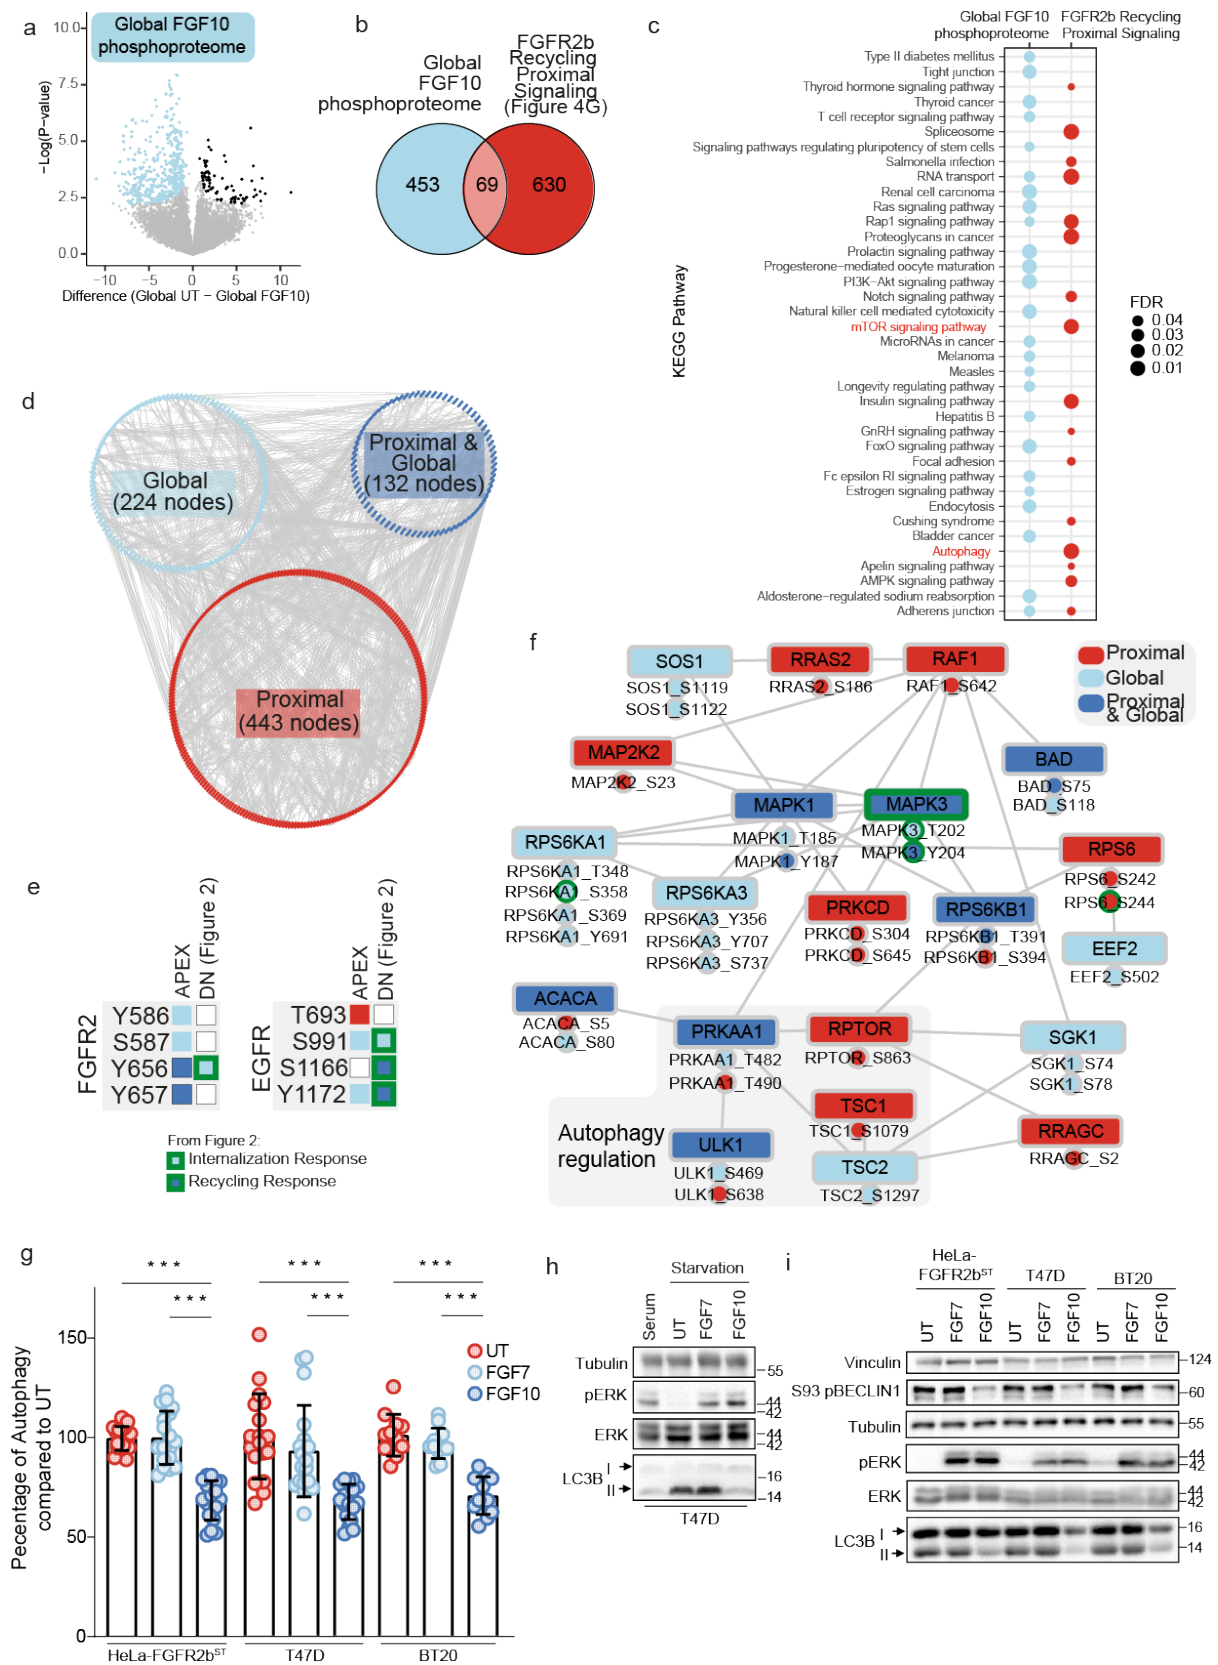 a
Global FGF10
phosphoproteome
10.0
7.5
5.0
2.5
0.0
−Log(P-value)
−10 −5 0 5 10
Difference (Global UT − Global FGF10)
b
Global
FGF10
phosphoproteome
FGFR2b
Recycling
Proximal
Signaling
(Figure 4G)
453 69 630
c
Global FGF10
phosphoproteome
FGFR2b Recycling
Proximal Signaling
KEGG Pathway
Type II diabetes mellitus
Tight junction
Thyroid hormone signaling pathway
Thyroid cancer
T cell receptor signaling pathway
Spliceosome
Signaling pathways regulating pluripotency of stem cells
Salmonella infection
RNA transport
Renal cell carcinoma
Ras signaling pathway
Rap1 signaling pathway
Proteoglycans in cancer
Prolactin signaling pathway
Progesterone−mediated oocyte maturation
PI3K−Akt signaling pathway
Notch signaling pathway
Natural killer cell mediated cytotoxicity
mTOR signaling pathway
MicroRNAs in cancer
Melanoma
Measles
Longevity regulating pathway
Insulin signaling pathway
Hepatitis B
GnRH signaling pathway
FoxO signaling pathway
Focal adhesion
Fc epsilon RI signaling pathway
Estrogen signaling pathway
Endocytosis
Cushing syndrome
Bladder cancer
Autophagy
Apelin signaling pathway
AMPK signaling pathway
Aldosterone−regulated sodium reabsorption
Adherens junction
FDR
0.04
0.03
0.02
0.01
d
Global
(224 nodes)
Proximal &
Global
(132 nodes)
Proximal
(443 nodes)
e
APEX
DN (Figure 2)
FGFR2
Y586
S587
Y656
Y657
APEX
DN (Figure 2)
EGFR
T693
S991
S1166
Y1172
From Figure 2:
Internalization Response
Recycling Response
f
Proximal
Global
Proximal
& Global
SOS1
SOS1_S1119
SOS1_S1122
RRAS2
RRAS2_S186
RAF1
RAF1_S642
MAP2K2
MAP2K2_S23
BAD
BAD_S75
BAD_S118
MAPK1
MAPK1_T185
MAPK1_Y187
MAPK3
MAPK3_T202
MAPK3_Y204
RPS6KA1
RPS6KA1_T348
RPS6KA1_S358
RPS6KA1_S369
RPS6KA1_Y691
RPS6
RPS6_S242
RPS6_S244
RPS6KA3
RPS6KA3_Y356
RPS6KA3_Y707
RPS6KA3_S737
PRKCD
PRKCD_S304
PRKCD_S645
RPS6KB1
RPS6KB1_T391
RPS6KB1_S394
EEF2
EEF2_S502
ACACA
ACACA_S5
ACACA_S80
PRKAA1
PRKAA1_T482
PRKAA1_T490
RPTOR
RPTOR_S863
SGK1
SGK1_S74
SGK1_S78
TSC1
TSC1_S1079
RRAGC
RRAGC_S2
Autophagy
regulation
ULK1
ULK1_S469
ULK1_S638
TSC2
TSC2_S1297
g
Pecentage of Autophagy
compared to UT
150
100
50
0
*** *** ***
*** *** ***
UT
FGF7
FGF10
HeLa-FGFR2bST T47D BT20
h
Starvation
Serum UT FGF7 FGF10
Tubulin 55
pERK 44
42
ERK 44
42
LC3B I 16
II 14
T47D
i
HeLa-
FGFR2bST T47D BT20
UT FGF7 FGF10 UT FGF7 FGF10 UT FGF7 FGF10
Vinculin 124
S93 pBECLIN1 60
Tubulin 55
pERK 44
42
ERK 44
42
LC3B I 16
II 14